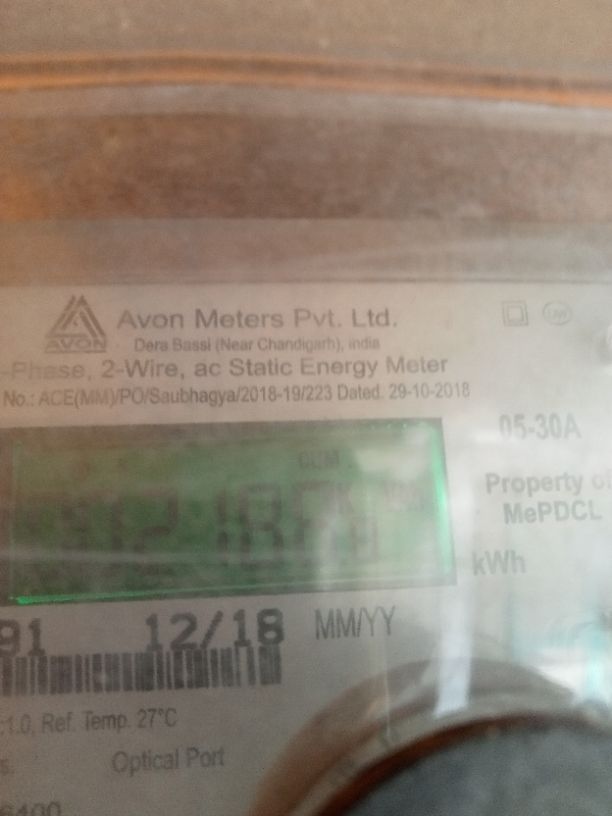 Avon Meters Pvt. Ltd.
AVON
Dera Bassi (Near Chandigarh), india
-Phase, 2-Wire, ac Static Energy Meter
No.: ACE(MM)/PO/Saubhagya/2018-19/223 Dated. 29-10-2018
05-30A
CUM
Property of
MePDCL
kWh
91 12/18 MM/YY
:1.0, Ref. Temp. 27°C
Optical Port
6400